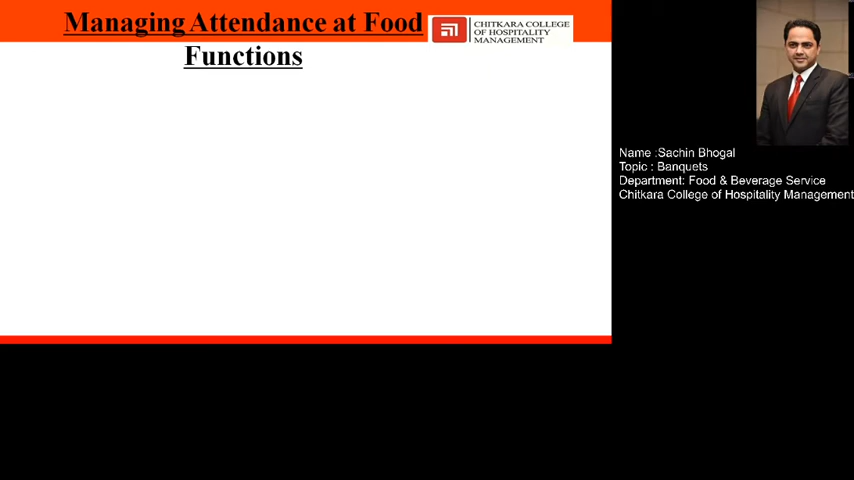 Managing Attendance at Food
Functions
CHITKARA COLLEGE
OF HOSPITALITY
MANAGEMENT
Name :Sachin Bhogal
Topic : Banquets
Department: Food & Beverage Service
Chitkara College of Hospitality Management